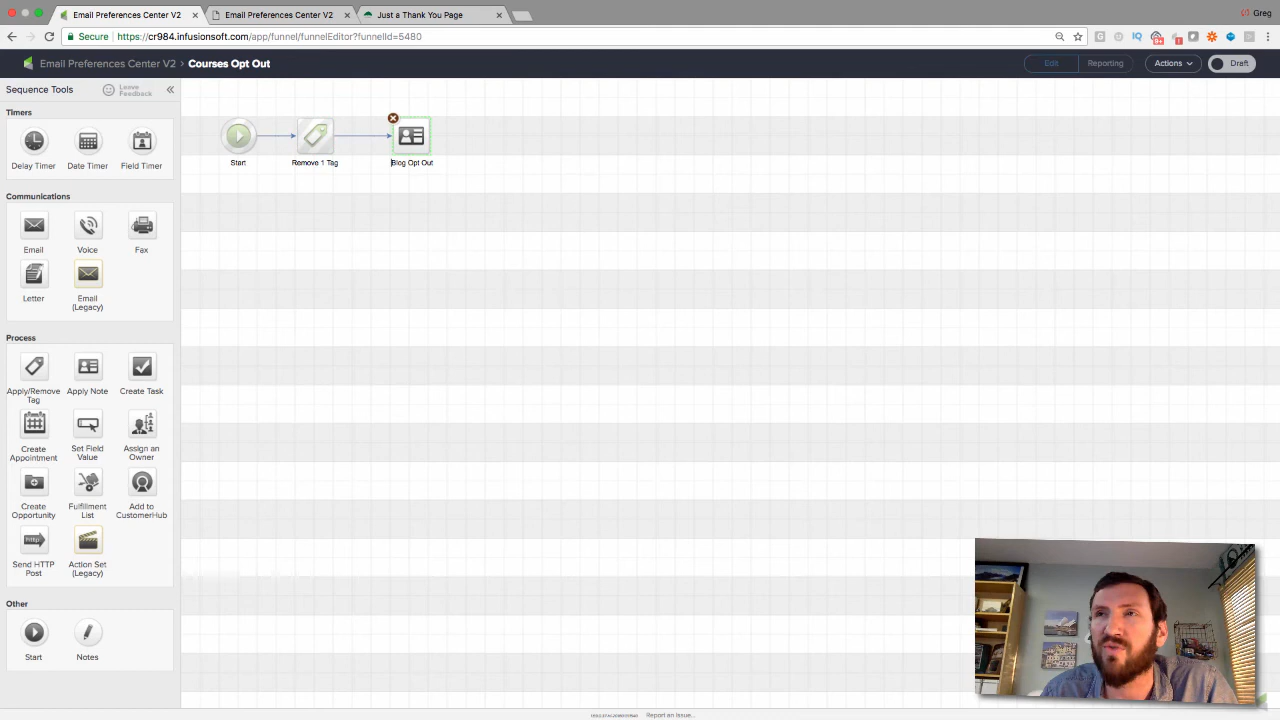 Email Preferences Center V2
Email Preferences Center V2
Just a Thank You Page
Greg
Secure
https://cr984.infusionsoft.com/app/funnel/funnelEditor?funnelId=5480
Email Preferences Center V2 > Courses Opt Out
Edit
Reporting
Actions
Draft
Sequence Tools
Leave
Feedback
Timers
Delay Timer
Date Timer
Field Timer
Communications
Email
Voice
Fax
Letter
Email
(Legacy)
Process
Apply/Remove
Tag
Apply Note
Create Task
Create
Appointment
Set Field
Value
Assign an
Owner
Create
Opportunity
Fulfillment
List
Add to
CustomerHub
http
Send HTTP
Post
Action Set
(Legacy)
Other
Start
Notes
Start
Remove 1 Tag
Blog Opt Out
Report an Issue...